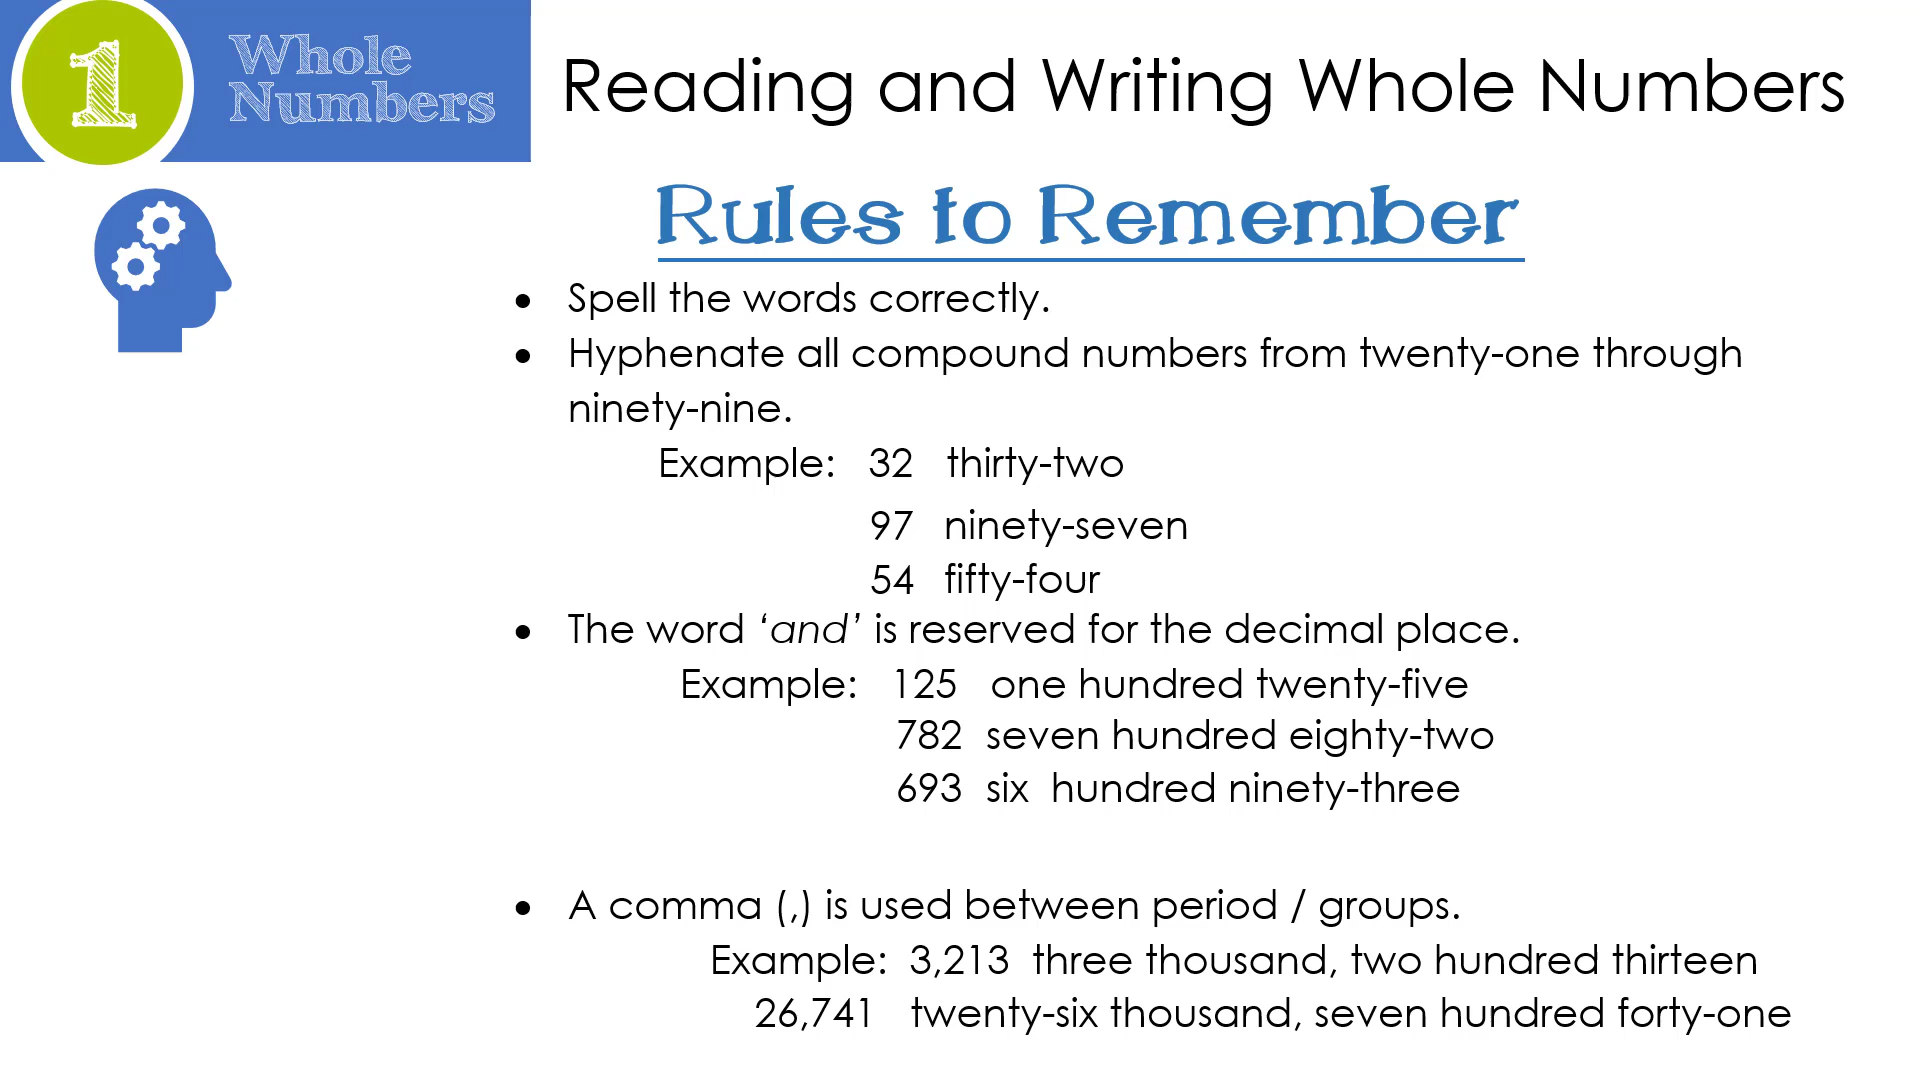 1
Whole
Numbers
Reading and Writing Whole Numbers
Rules to Remember
• Spell the words correctly.
• Hyphenate all compound numbers from twenty-one through
ninety-nine.
Example: 32 thirty-two
97 ninety-seven
54 fifty-four
• The word ‘and’ is reserved for the decimal place.
Example: 125 one hundred twenty-five
782 seven hundred eighty-two
693 six hundred ninety-three
• A comma (,) is used between period / groups.
Example: 3,213 three thousand, two hundred thirteen
26,741 twenty-six thousand, seven hundred forty-one